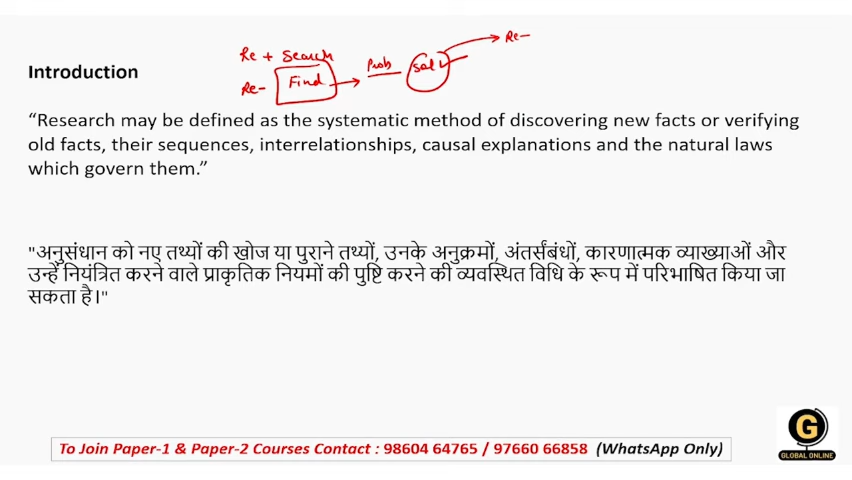 Re + Search
Re-
Introduction
Re-
Find
Prob
Sol
"Research may be defined as the systematic method of discovering new facts or verifying
old facts, their sequences, interrelationships, causal explanations and the natural laws
which govern them."
"अनुसंधान को नए तथ्यों की खोज या पुराने तथ्यों, उनके अनुक्रमों, अंतर्संबंधों, कारणात्मक व्याख्याओं और
उन्हें नियंत्रित करने वाले प्राकृतिक नियमों की पुष्टि करने की व्यवस्थित विधि के रूप में परिभाषित किया जा
सकता है।"
G
GLOBAL ONLINE
To Join Paper-1 & Paper-2 Courses Contact : 98604 64765 / 97660 66858 (WhatsApp Only)